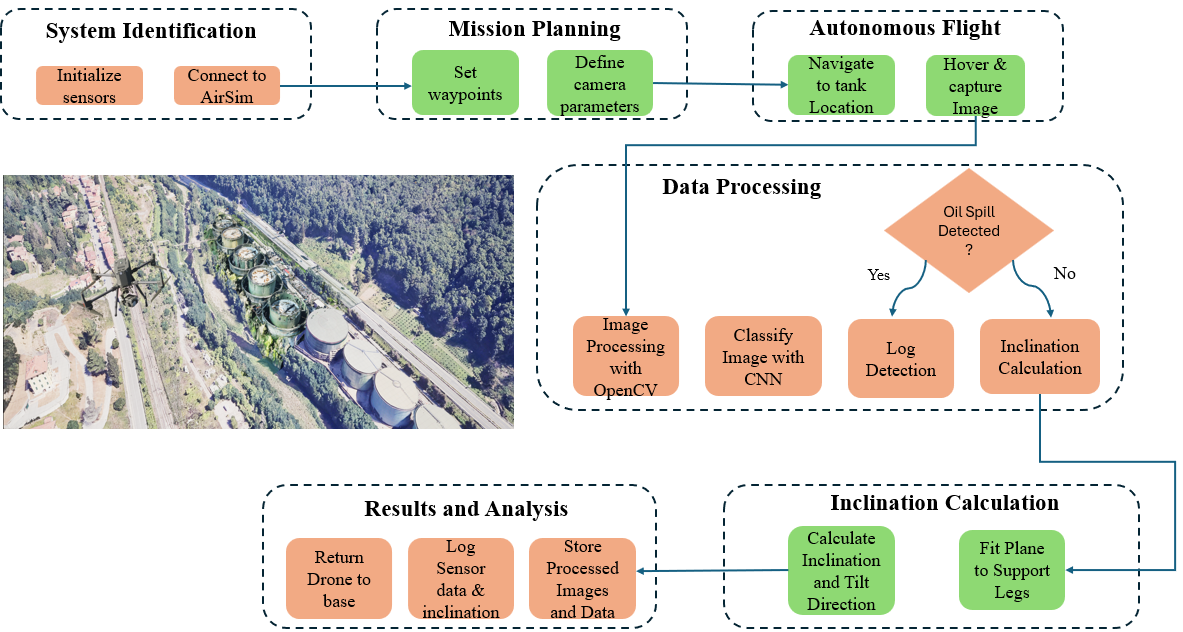 System Identification
Initialize
sensors
Connect to
AirSim
Mission Planning
Set
waypoints
Define
camera
parameters
Autonomous Flight
Navigate
to tank
Location
Hover &
capture
Image
Data Processing
Oil Spill
Detected
?
Yes
No
Image
Processing
with
OpenCV
Classify
Image with
CNN
Log
Detection
Inclination
Calculation
Results and Analysis
Return
Drone to
base
Log
Sensor
data &
inclination
Store
Processed
Images
and Data
Inclination Calculation
Calculate
Inclination
and Tilt
Direction
Fit Plane
to Support
Legs